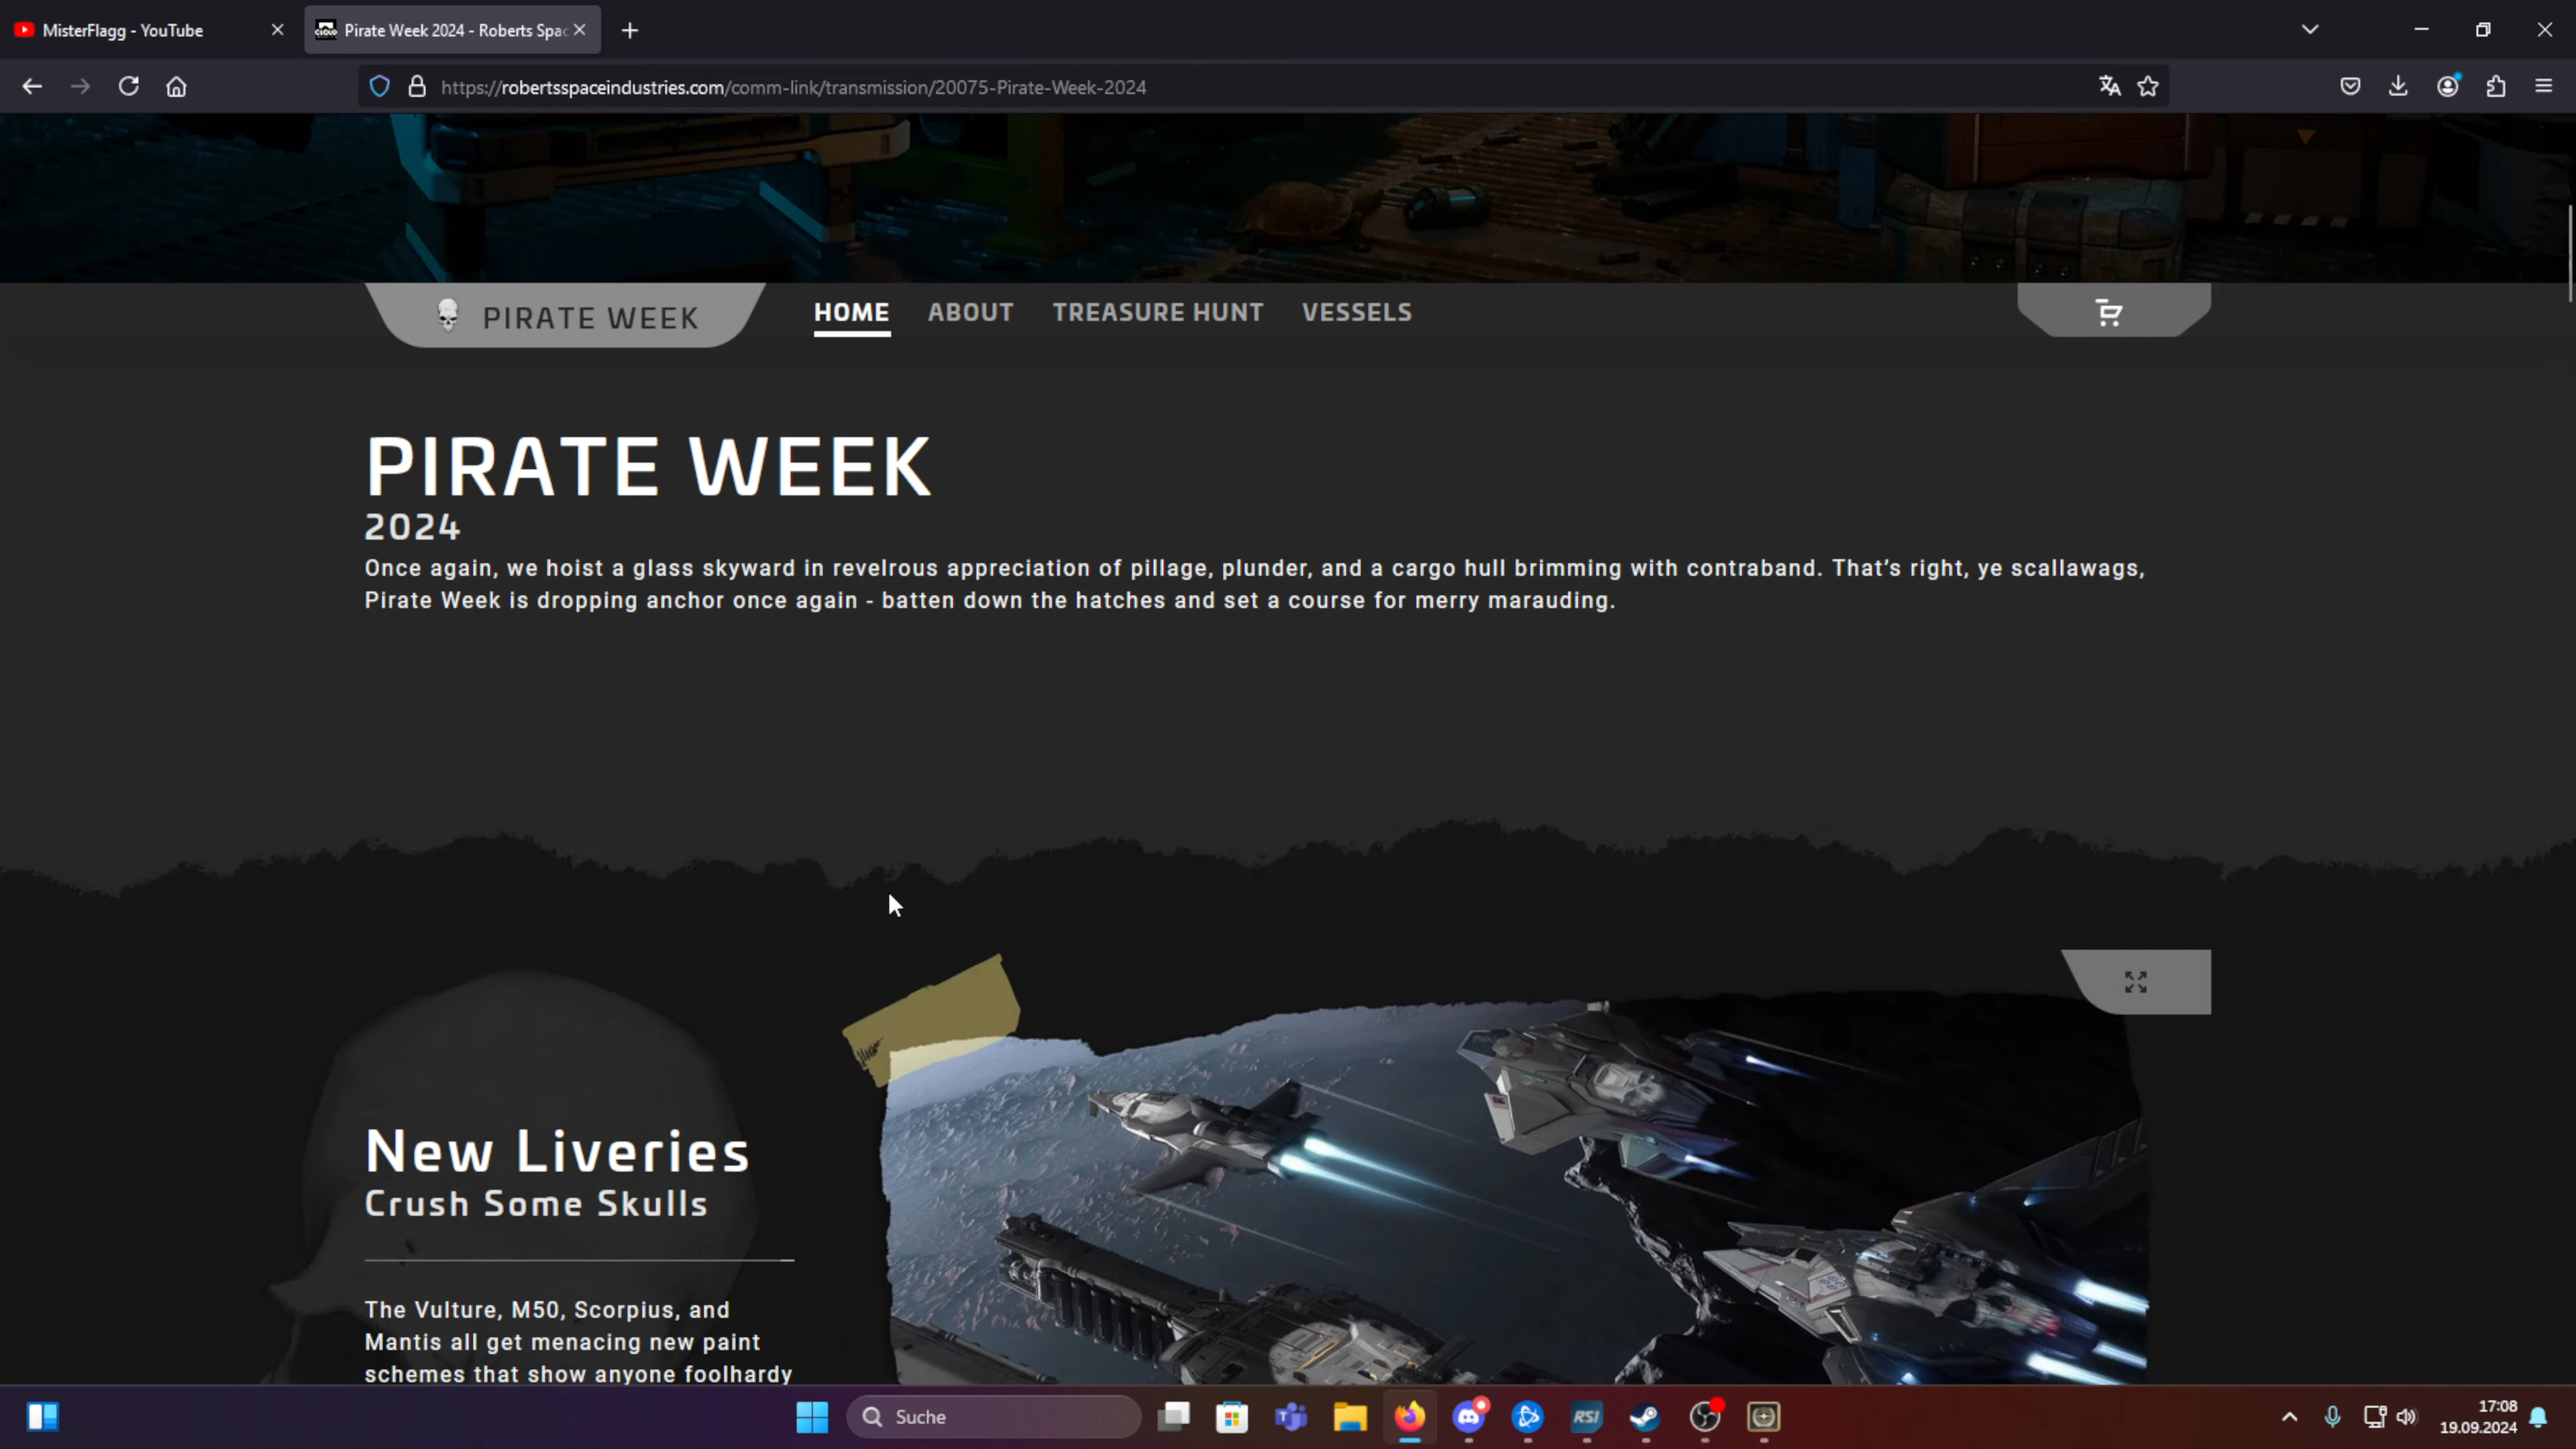 MisterFlagg - YouTube
Pirate Week 2024 - Roberts Spac
https://robertsspaceindustries.com/comm-link/transmission/20075-Pirate-Week-2024
PIRATE WEEK
HOME
ABOUT
TREASURE HUNT
VESSELS
PIRATE WEEK
2024
Once again, we hoist a glass skyward in revelrous appreciation of pillage, plunder, and a cargo hull brimming with contraband. That’s right, ye scallawags,
Pirate Week is dropping anchor once again - batten down the hatches and set a course for merry marauding.
New Liveries
Crush Some Skulls
The Vulture, M50, Scorpius, and
Mantis all get menacing new paint
schemes that show anyone foolhardy
Suche
RSI
17:08
19.09.2024